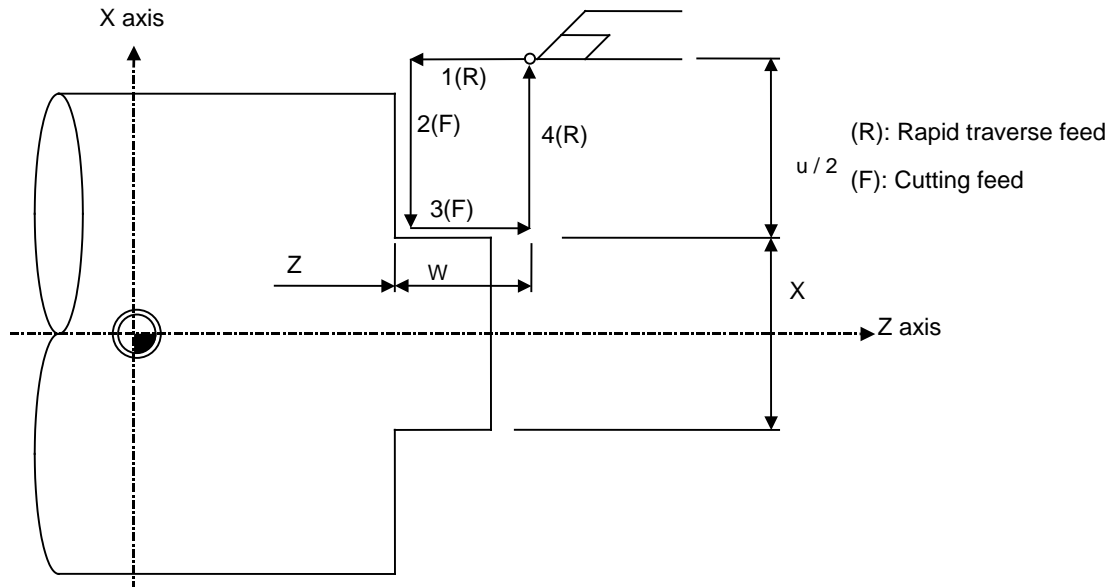 X axis
1(R)
2(F)
4(R)
(R): Rapid traverse feed
u / 2
(F): Cutting feed
3(F)
Z
W
X
Z axis